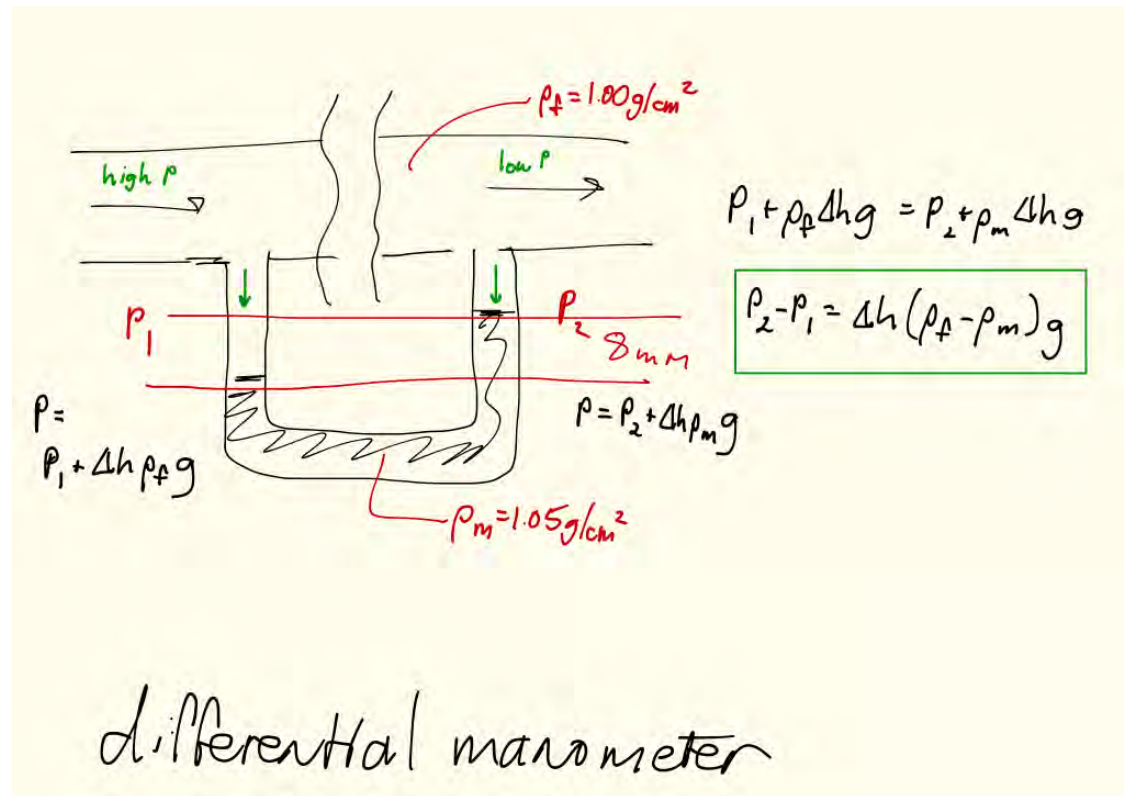 ρf = 1.00 g/cm²
high P
low P
P₁ + ρf Δh g = P₂ + ρm Δh g
P₂ - P₁ = Δh (ρf - ρm) g
P₁
P₂
8 mm
P =
P₁ + Δh ρf g
P = P₂ + Δh ρm g
ρm = 1.05 g/cm²
differential manometer